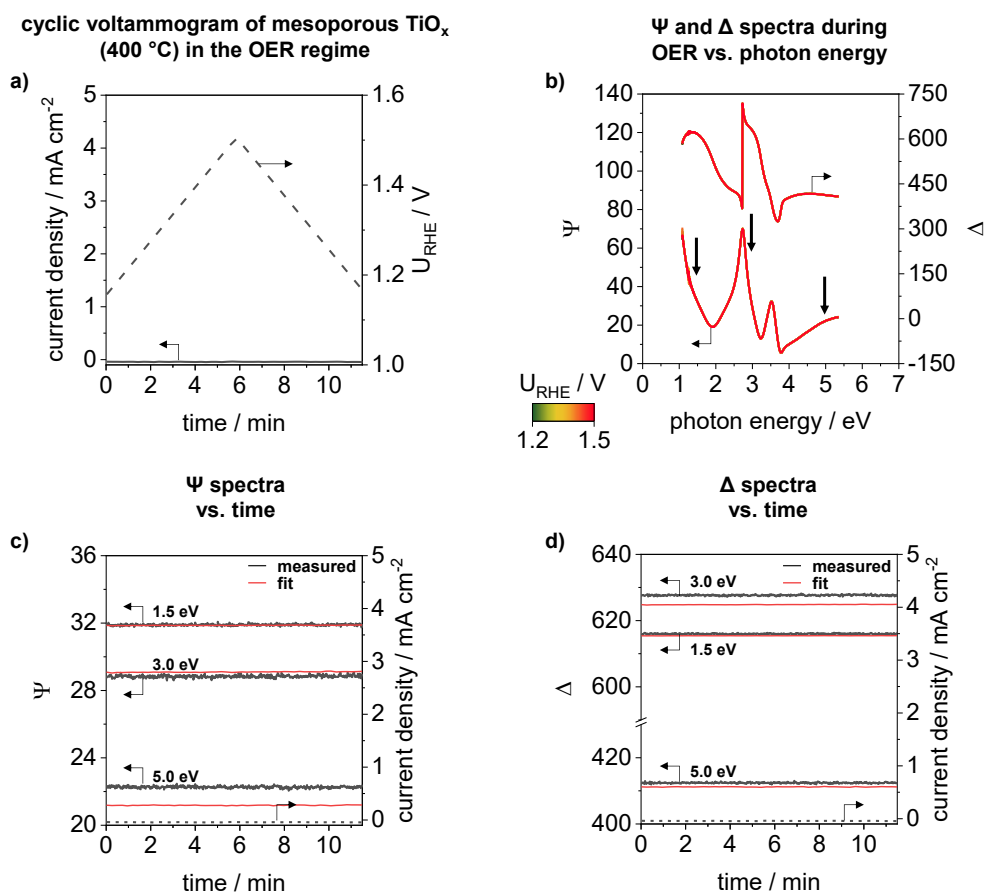 cyclic voltammogram of mesoporous TiOₓ
(400 °C) in the OER regime
Ψ and Δ spectra during
OER vs. photon energy
a)
current density / mA cm⁻²
5
4
3
2
1
0
0 2 4 6 8 10
time / min
1.6
1.4
1.2
1.0
U_RHE / V
b)
Ψ
140
120
100
80
60
40
20
0
0 1 2 3 4 5 6 7
photon energy / eV
750
600
450
300
150
0
-150
Δ
U_RHE / V
1.2 1.5
Ψ spectra
vs. time
Δ spectra
vs. time
c)
Ψ
36
34
32
30
28
26
24
22
20
measured
fit
1.5 eV
3.0 eV
5.0 eV
0 2 4 6 8 10
time / min
5
4
3
2
1
0
current density / mA cm⁻²
d)
Δ
640
620
600
410
400
measured
fit
3.0 eV
1.5 eV
5.0 eV
0 2 4 6 8 10
time / min
5
4
3
2
1
0
current density / mA cm⁻²